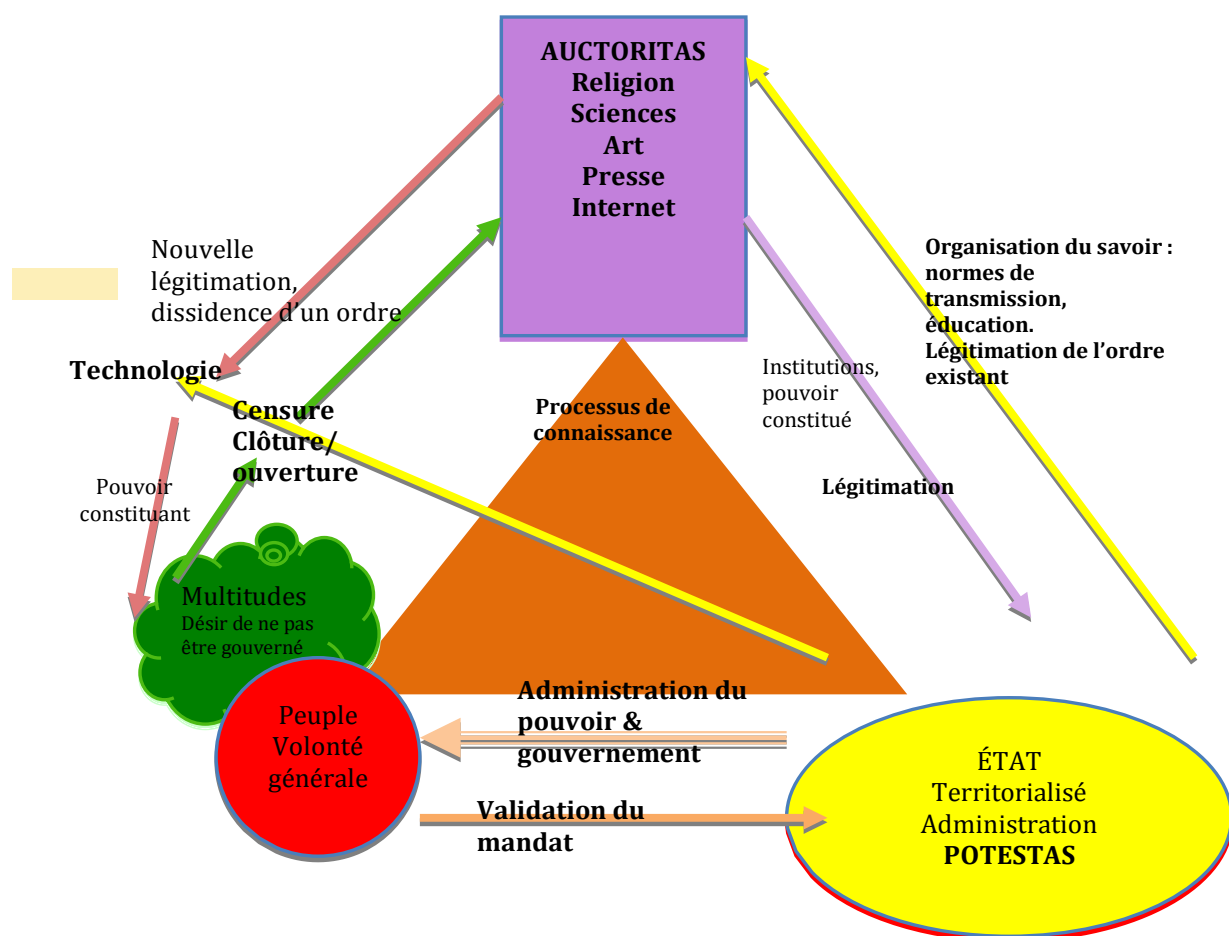 AUCTORITAS
Religion
Sciences
Art
Presse
Internet
Nouvelle
légitimation,
dissidence d’un ordre
Organisation du savoir :
normes de
transmission,
éducation.
Légitimation de l’ordre
existant
Technologie
Institutions,
pouvoir
constitué
Censure
Clôture/
ouverture
Processus de
connaissance
Pouvoir
constituant
Légitimation
Multitudes
Désir de ne pas
être gouverné
Peuple
Volonté
générale
Administration du
pouvoir &
gouvernement
Validation du
mandat
ÉTAT
Territorialisé
Administration
POTESTAS